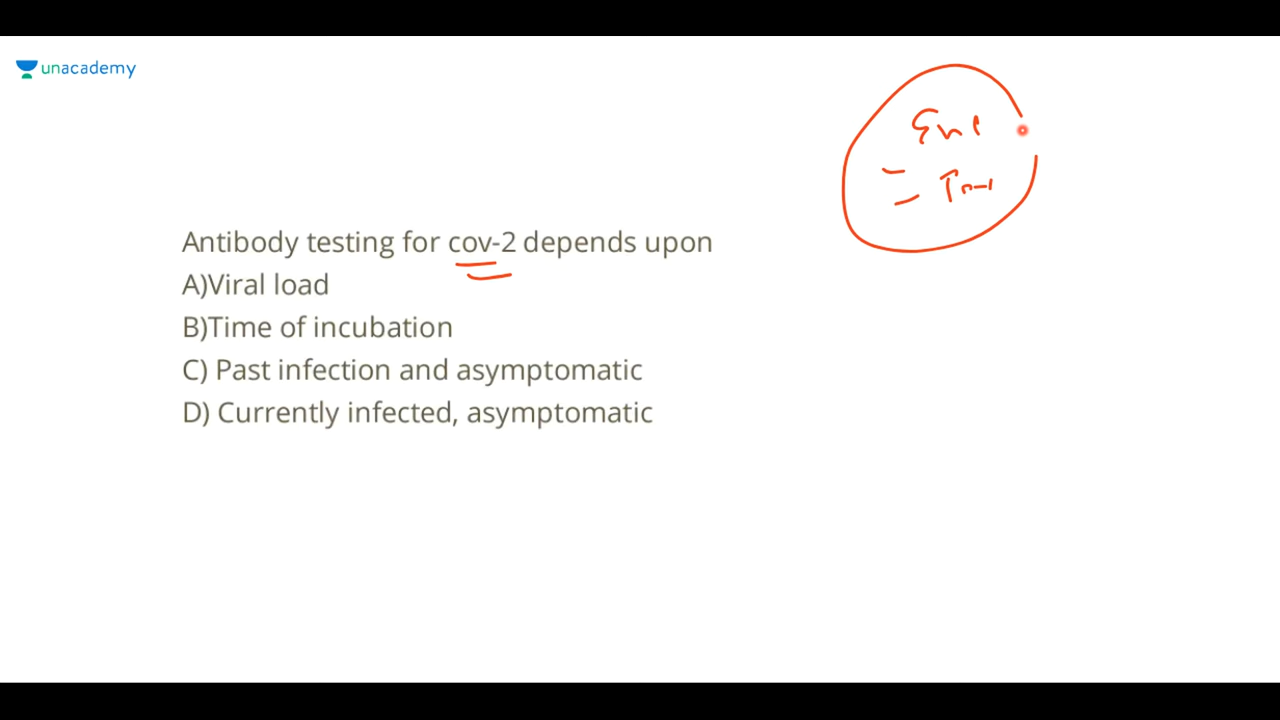 unacademy
Antibody testing for cov-2 depends upon
A)Viral load
B)Time of incubation
C) Past infection and asymptomatic
D) Currently infected, asymptomatic